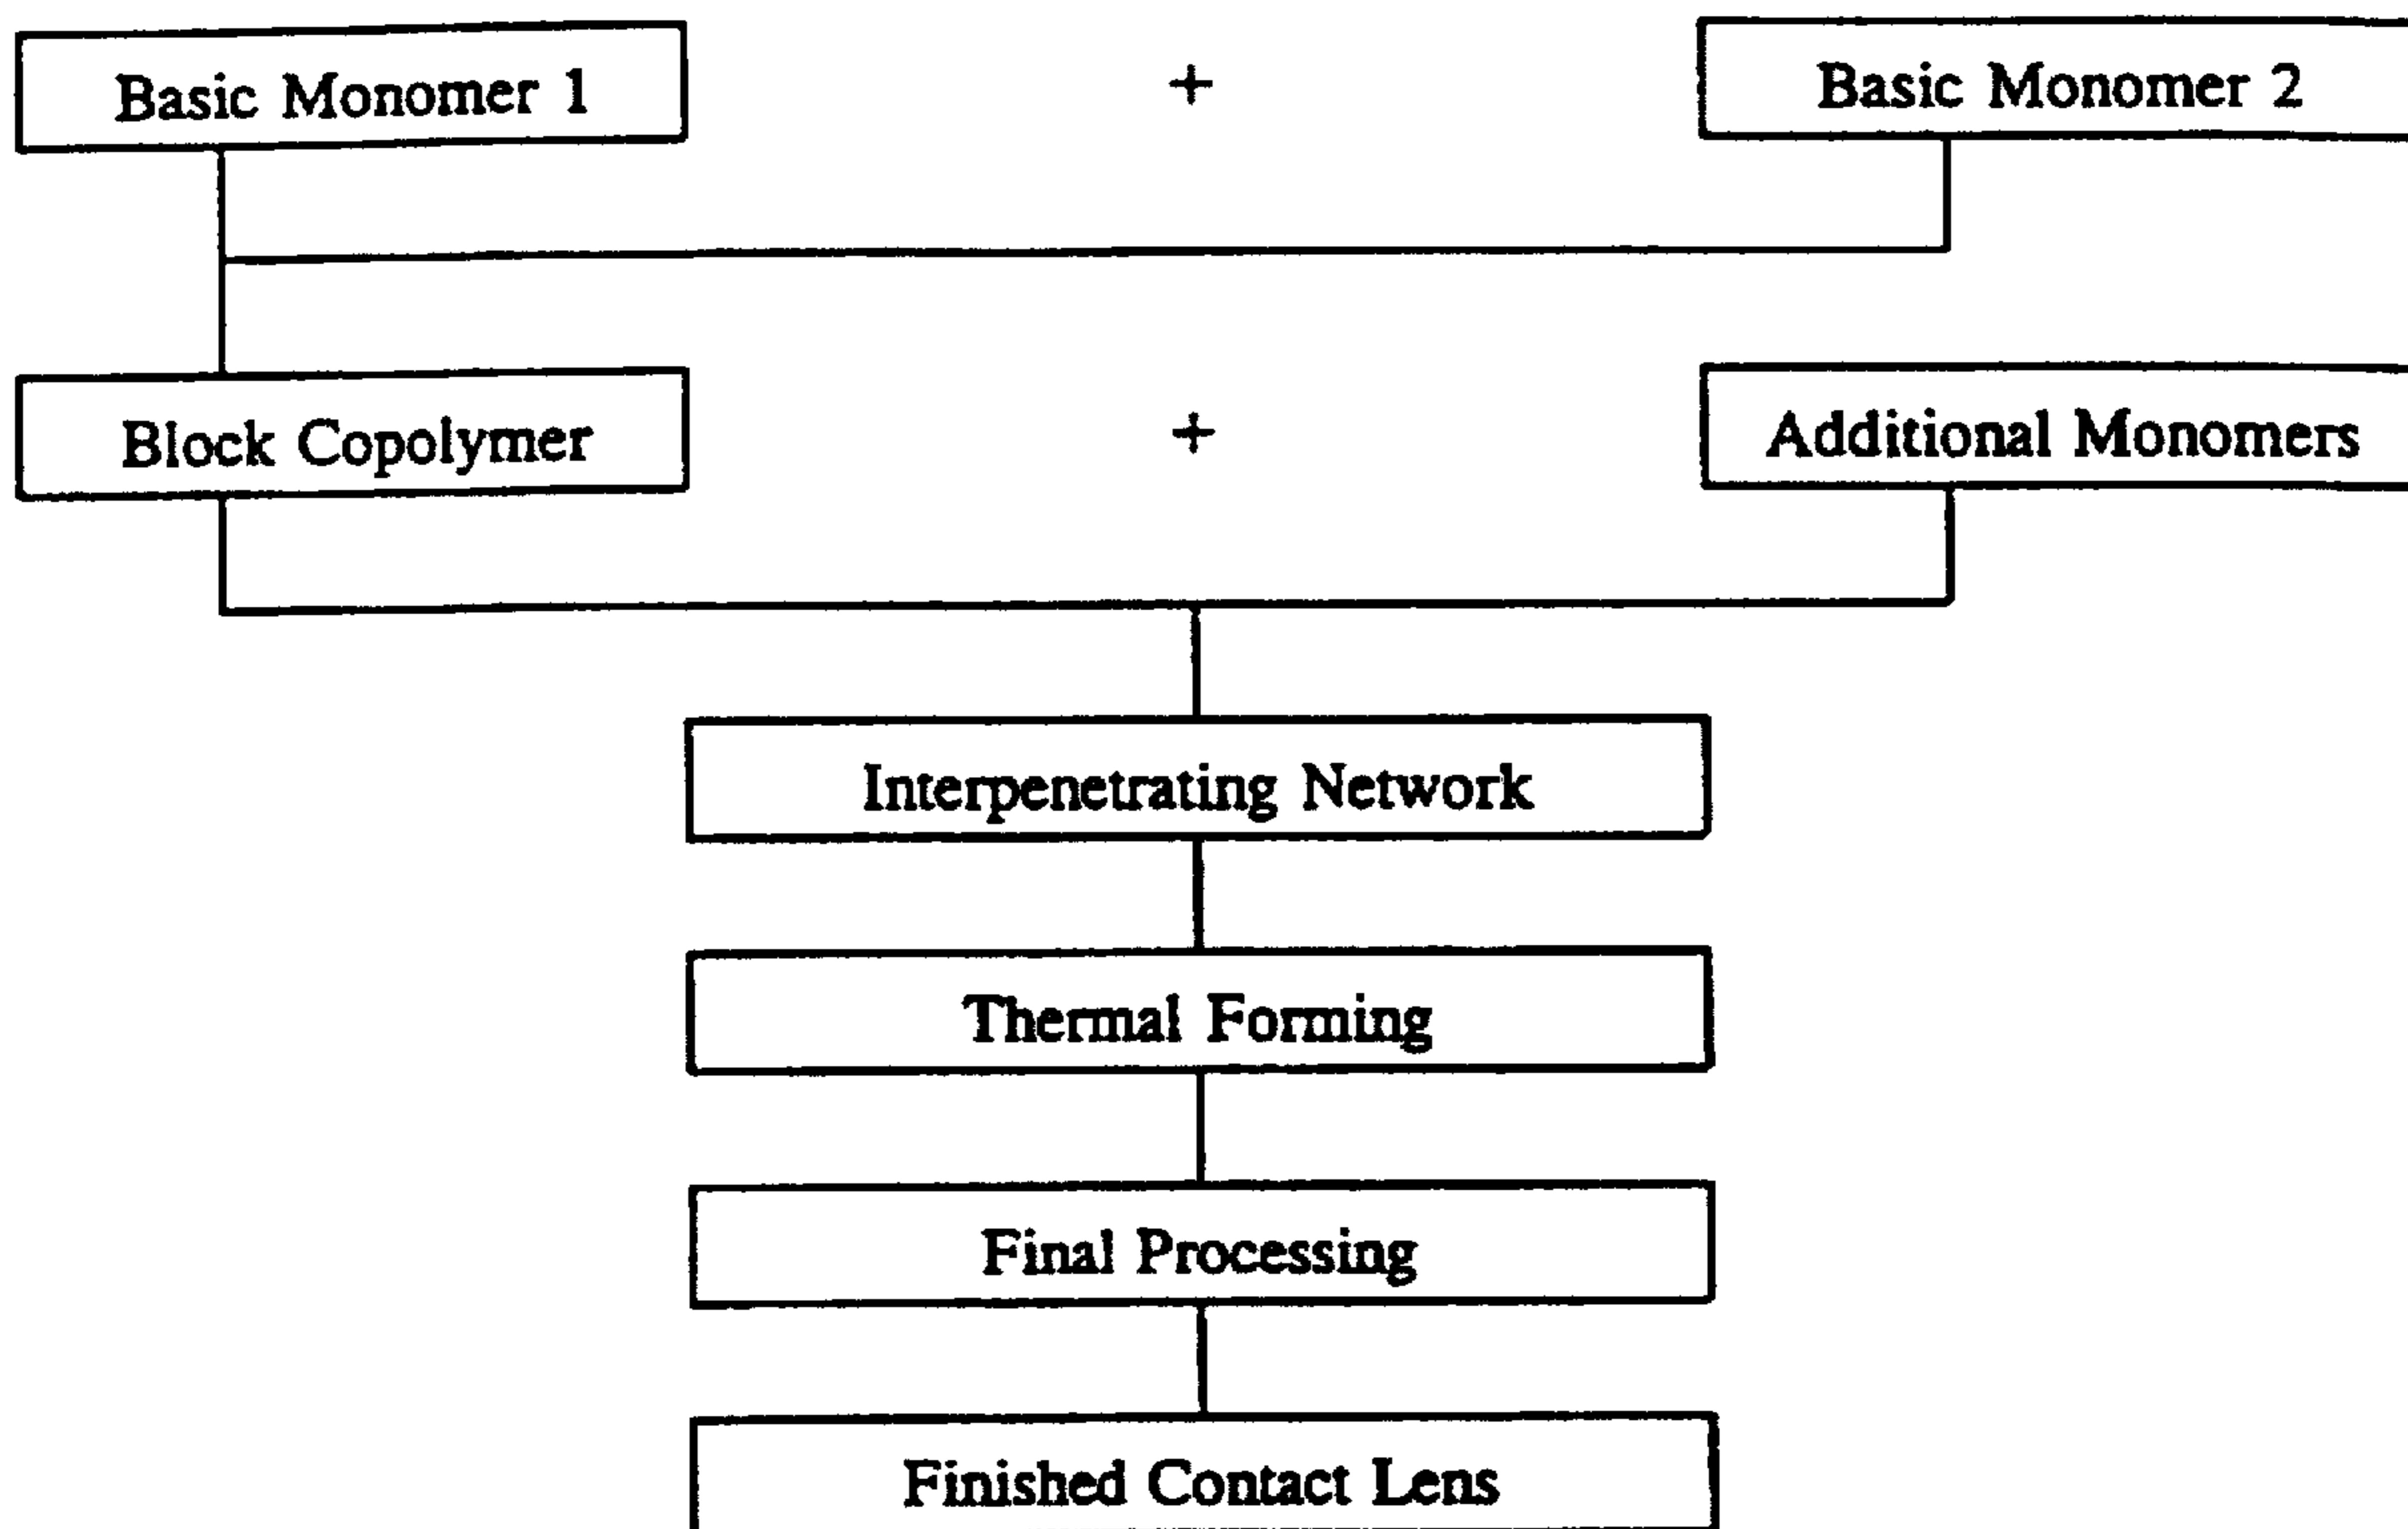 Basic Monomer 1 + Basic Monomer 2
Block Copolymer + Additional Monomers
Interpenetrating Network
Thermal Forming
Final Processing
Finished Contact Lens